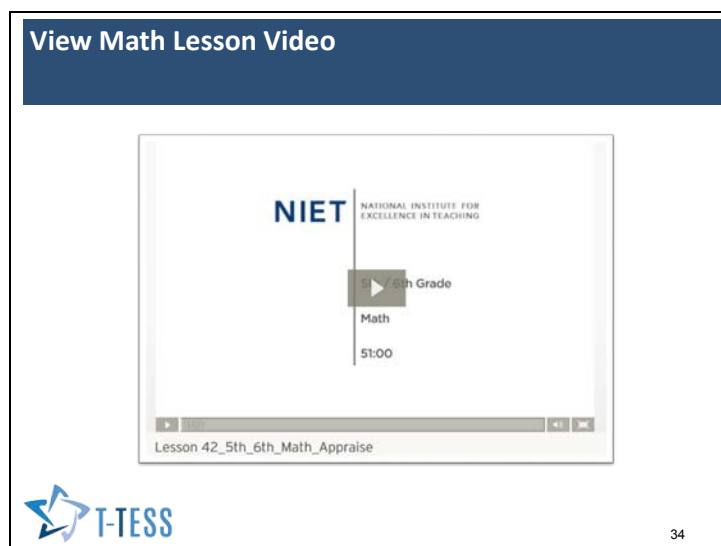 View Math Lesson Video
NIET
NATIONAL INSTITUTE FOR
EXCELLENCE IN TEACHING
6th Grade
Math
51:00
Lesson 42_5th_6th_Math_Appraise
T-TESS
34